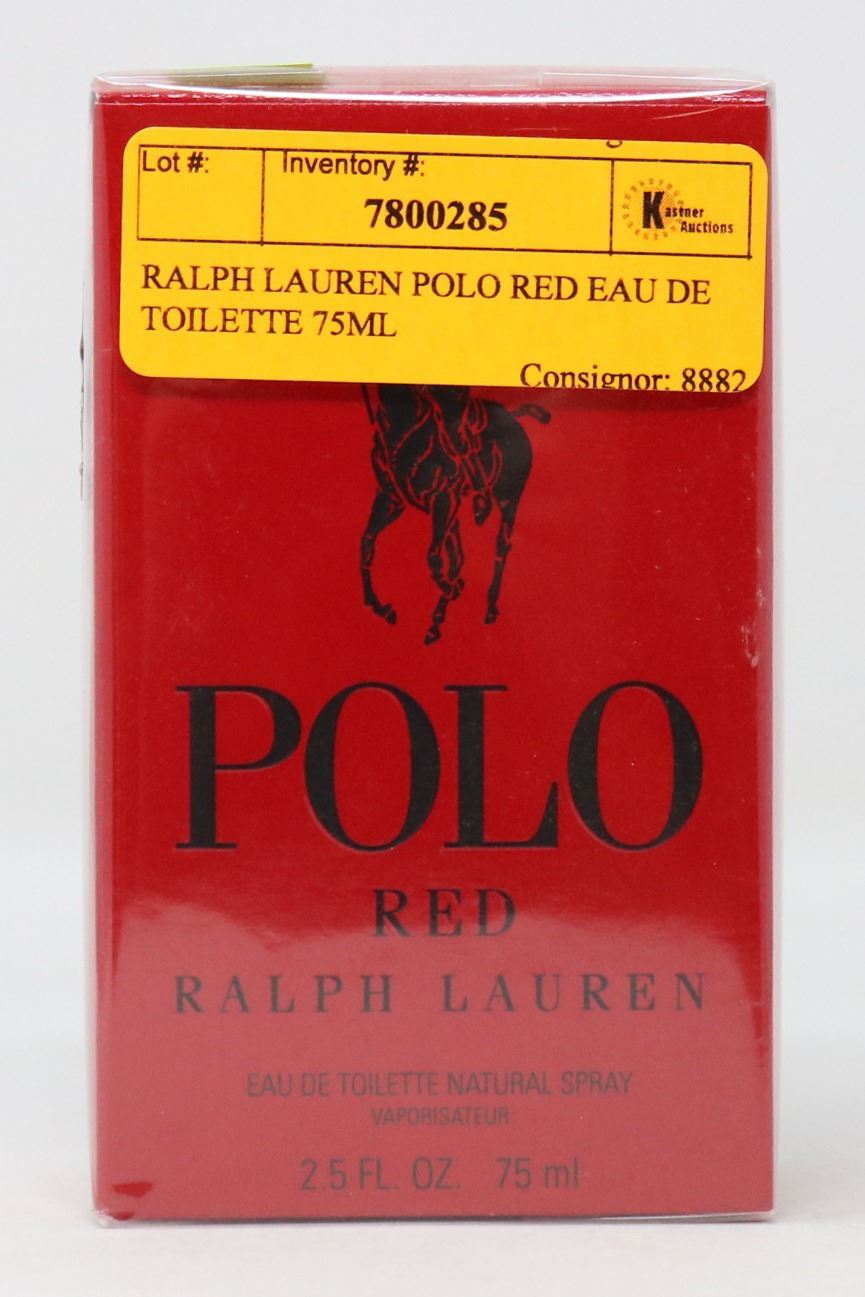 Lot #: Inventory #:
7800285
Kastner
Auctions
RALPH LAUREN POLO RED EAU DE
TOILETTE 75ML
Consignor: 8882
POLO
RED
RALPH LAUREN
EAU DE TOILETTE NATURAL SPRAY
VAPORISATEUR
2.5 FL. OZ. 75 ml